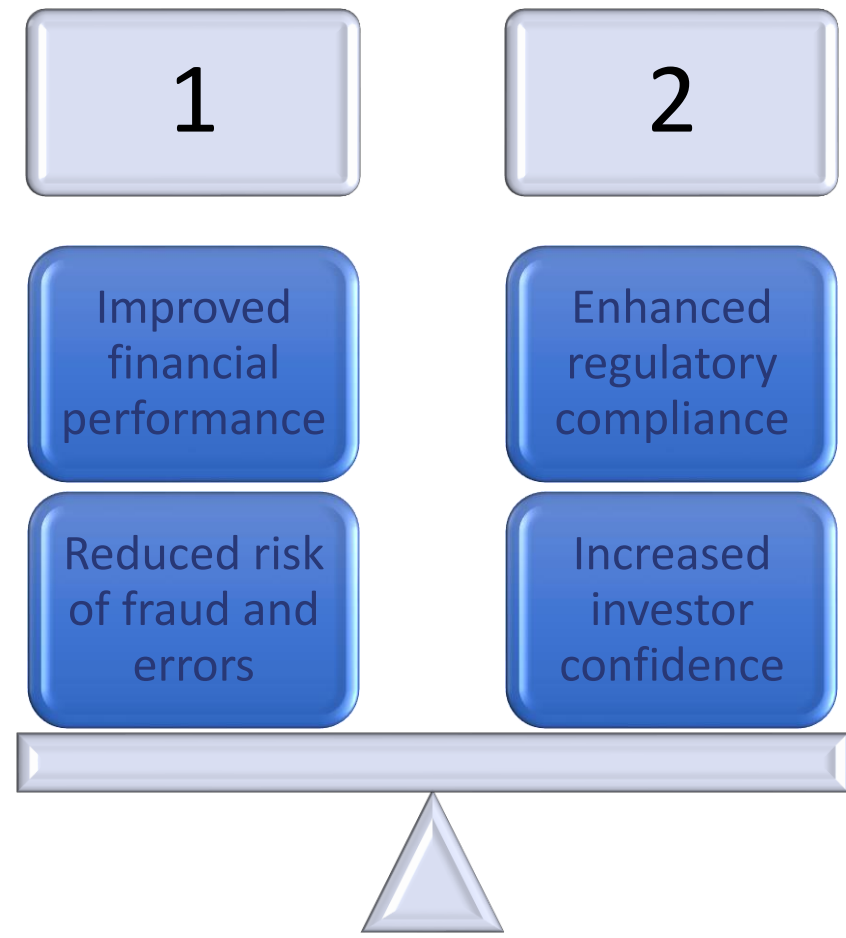 1
2
Improved
financial
performance
Enhanced
regulatory
compliance
Reduced risk
of fraud and
errors
Increased
investor
confidence